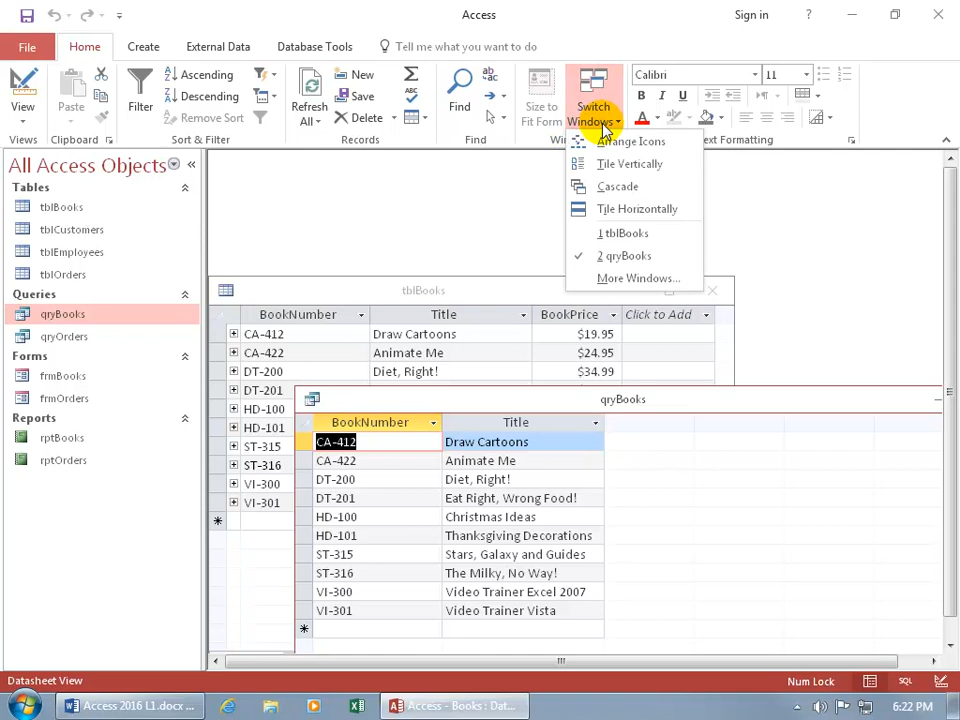 Access
Sign in
?
File
Home
Create
External Data
Database Tools
Tell me what you want to do
View
Paste
Filter
Ascending
Descending
Remove Sort
Refresh
All
New
Save
Delete
Find
Size to
Fit Form
Switch
Windows
Calibri
11
B I U
A
Clipboard
Sort & Filter
Records
Find
Text Formatting
Arrange Icons
Tile Vertically
Cascade
Tile Horizontally
1 tblBooks
2 qryBooks
More Windows...
All Access Objects
Tables
tblBooks
tblCustomers
tblEmployees
tblOrders
Queries
qryBooks
qryOrders
Forms
frmBooks
frmOrders
Reports
rptBooks
rptOrders
tblBooks
BookNumber Title BookPrice Click to Add
CA-412 Draw Cartoons $19.95
CA-422 Animate Me $24.95
DT-200 Diet, Right! $34.99
DT-201
HD-100
HD-101
ST-315
ST-316
VI-300
VI-301
qryBooks
BookNumber Title
CA-412 Draw Cartoons
CA-422 Animate Me
DT-200 Diet, Right!
DT-201 Eat Right, Wrong Food!
HD-100 Christmas Ideas
HD-101 Thanksgiving Decorations
ST-315 Stars, Galaxy and Guides
ST-316 The Milky, No Way!
VI-300 Video Trainer Excel 2007
VI-301 Video Trainer Vista
Datasheet View
Num Lock
SQL
Access 2016 L1.docx ...
Access - Books : Dat...
6:22 PM